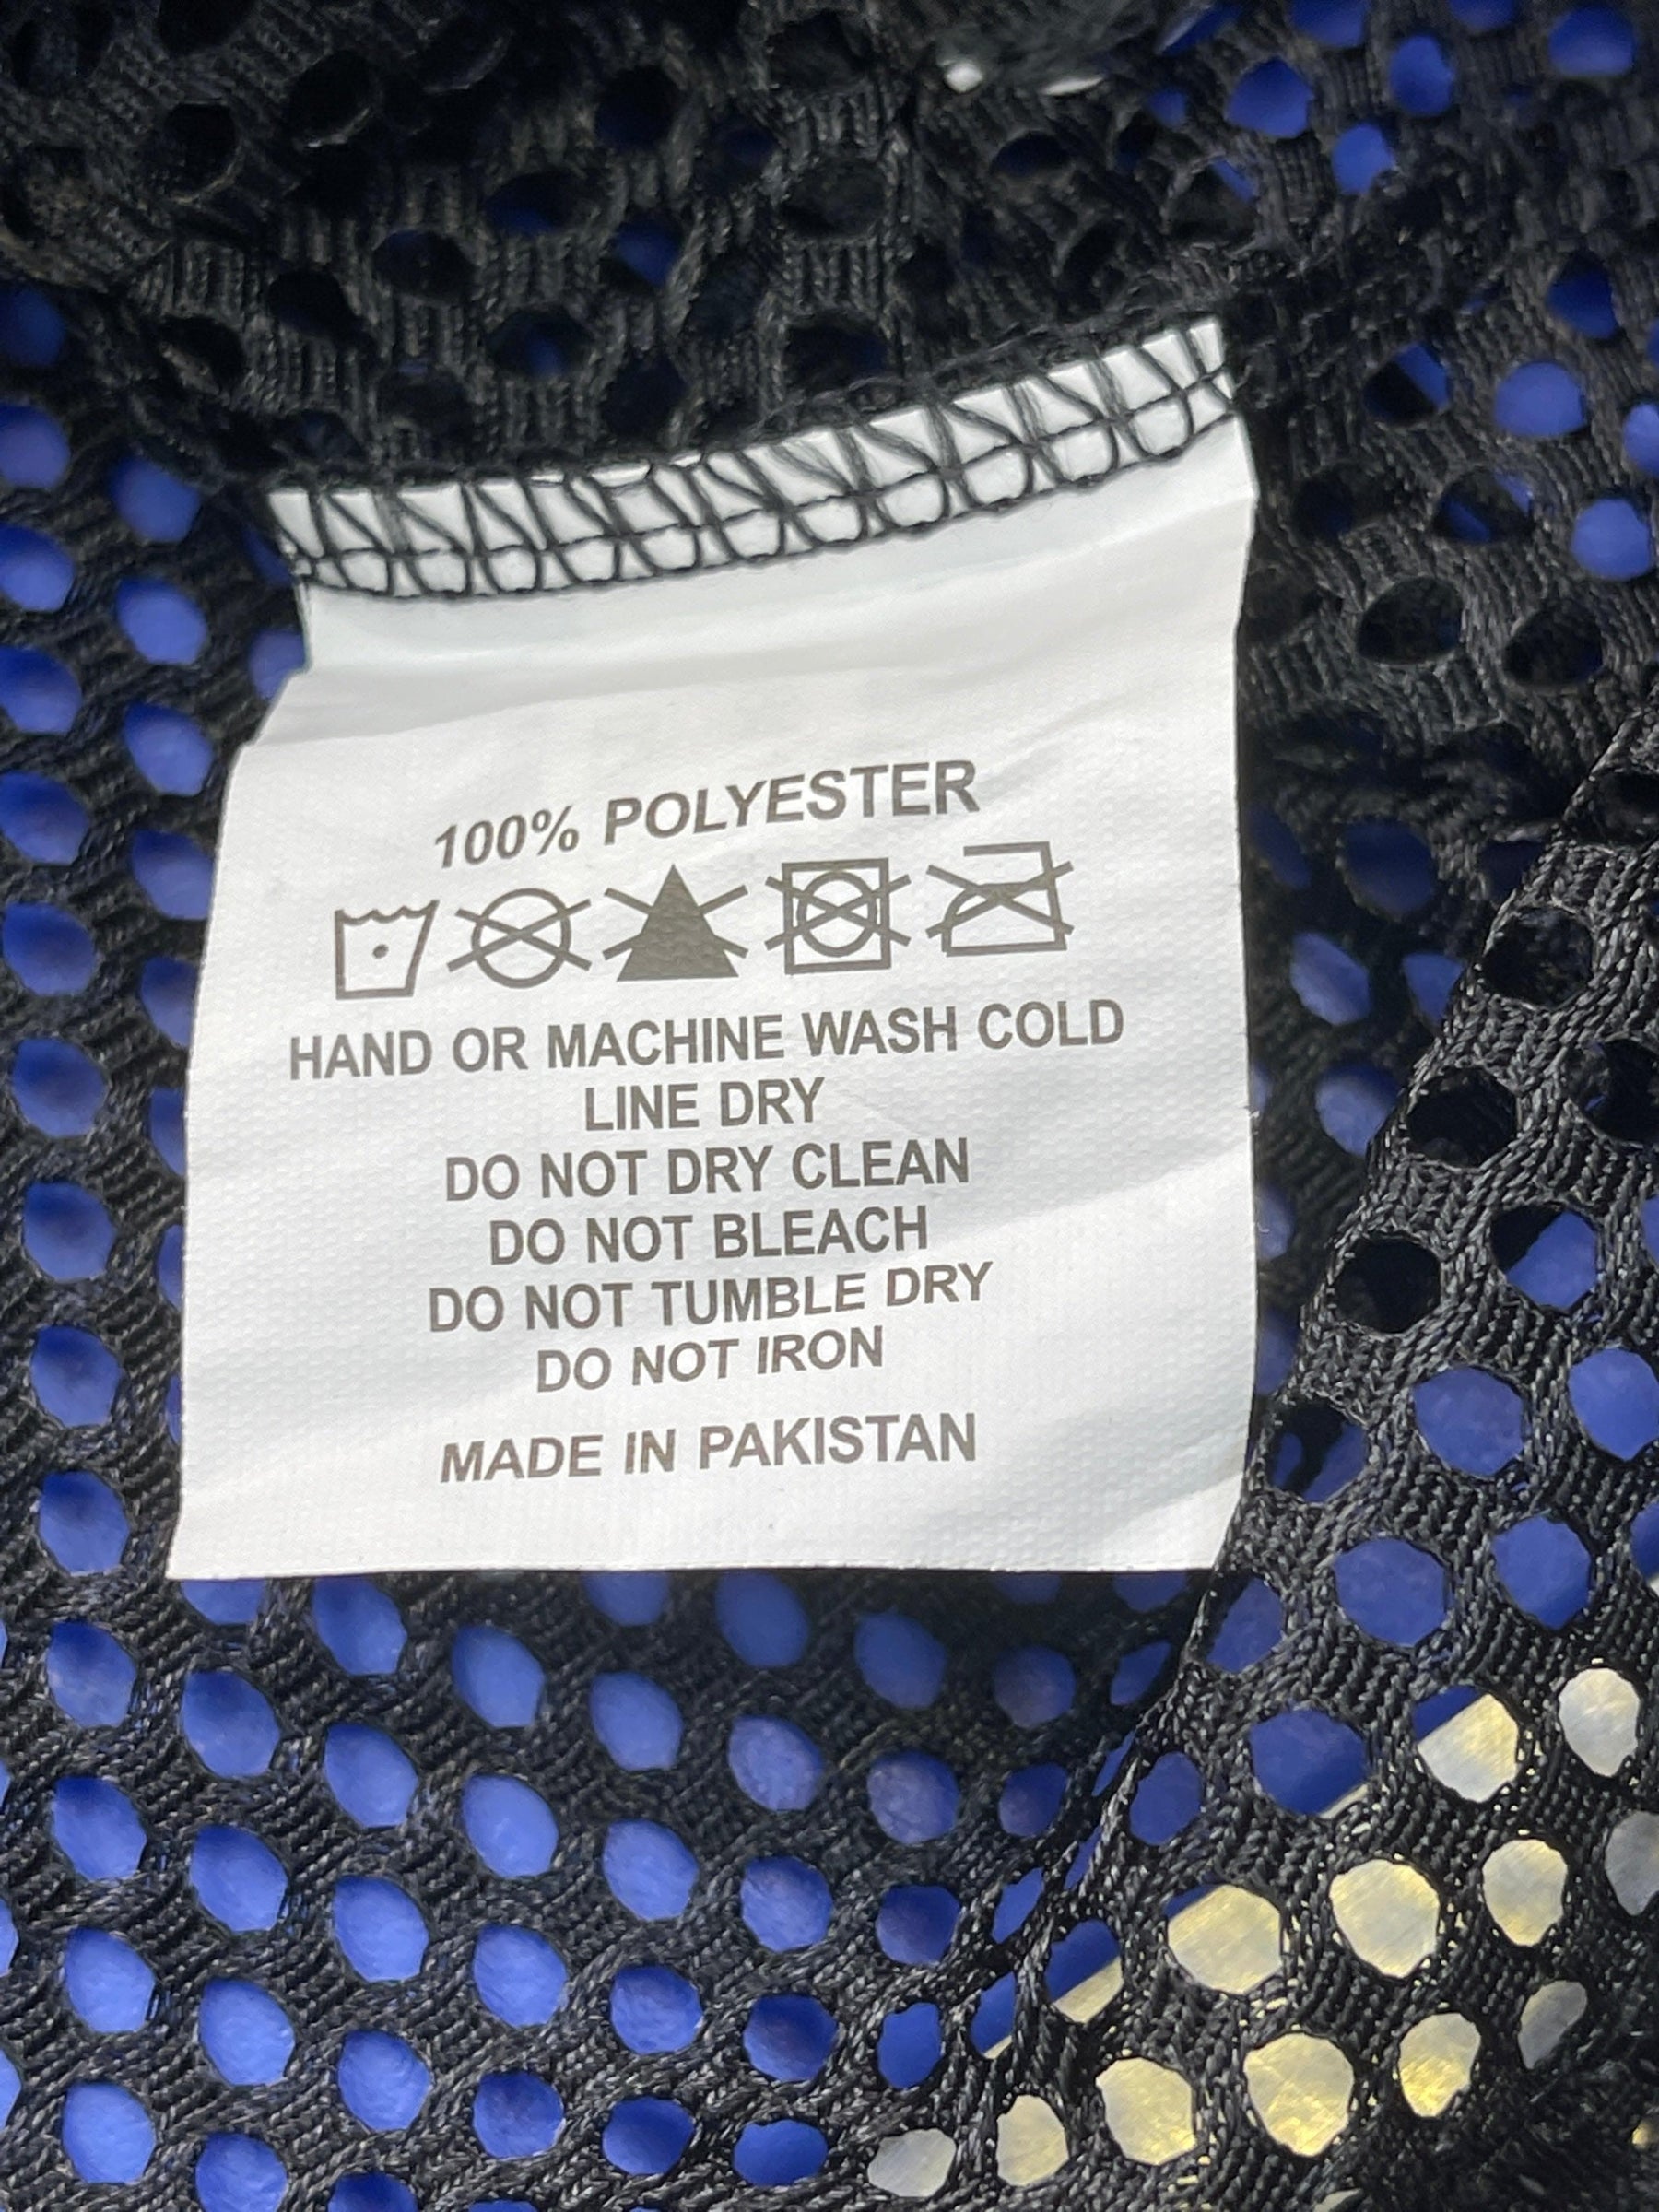 100% POLYESTER
HAND OR MACHINE WASH COLD
LINE DRY
DO NOT DRY CLEAN
DO NOT BLEACH
DO NOT TUMBLE DRY
DO NOT IRON
MADE IN PAKISTAN